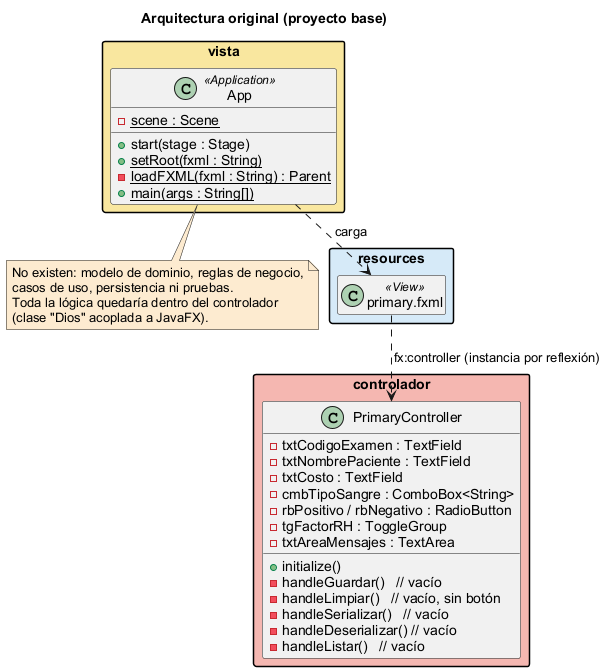 Arquitectura original (proyecto base)
vista
C
«Application»
App
scene : Scene
start(stage : Stage)
setRoot(fxml : String)
loadFXML(fxml : String) : Parent
main(args : String[])
carga
No existen: modelo de dominio, reglas de negocio,
casos de uso, persistencia ni pruebas.
Toda la lógica quedaría dentro del controlador
(clase "Dios" acoplada a JavaFX).
resources
C
«View»
primary.fxml
fx:controller (instancia por reflexión)
controlador
C PrimaryController
txtCodigoExamen : TextField
txtNombrePaciente : TextField
txtCosto : TextField
cmbTipoSangre : ComboBox<String>
rbPositivo / rbNegativo : RadioButton
tgFactorRH : ToggleGroup
txtAreaMensajes : TextArea
initialize()
handleGuardar() // vacío
handleLimpiar() // vacío, sin botón
handleSerializar() // vacío
handleDeserializar() // vacío
handleListar() // vacío